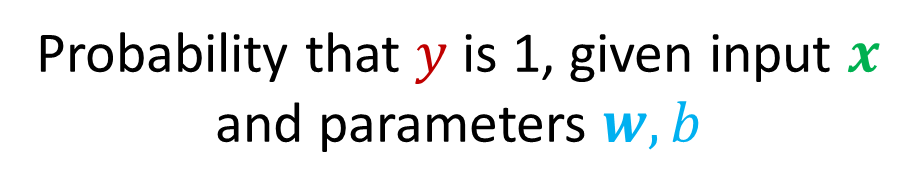 Probability that y is 1, given input x
and parameters w, b